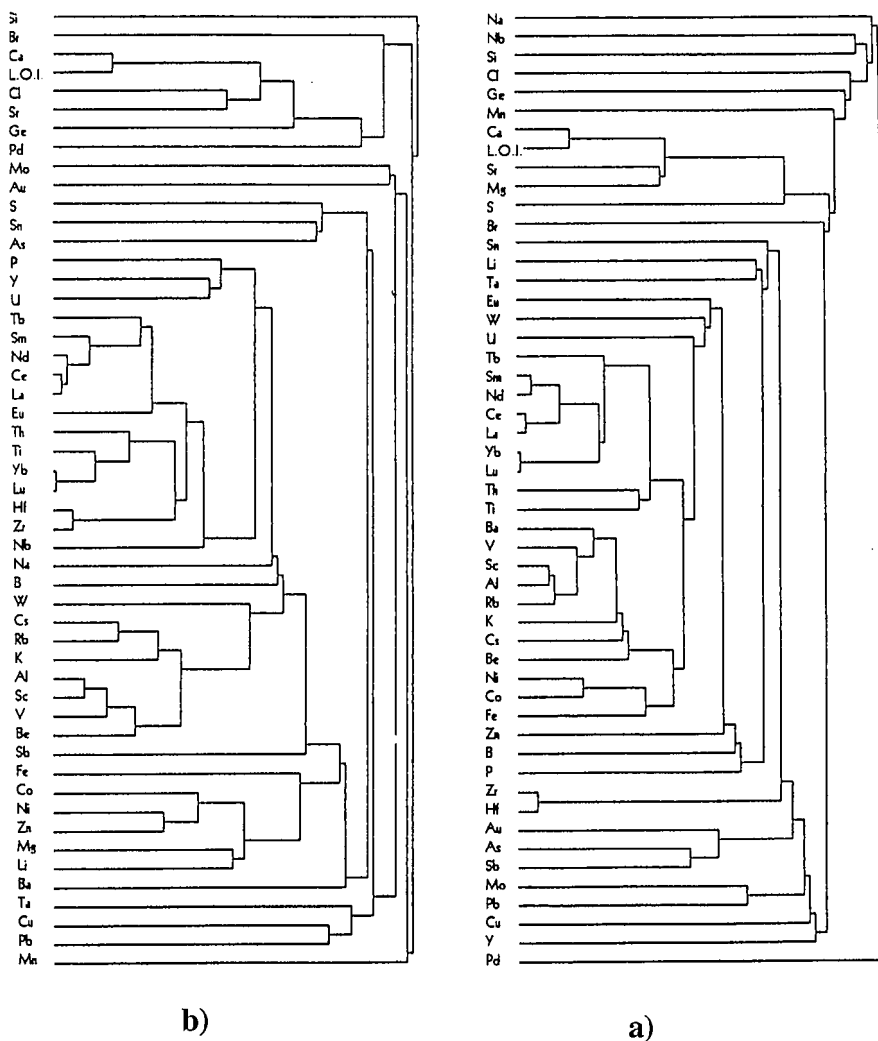 Si
Br
Ca
L.O.I.
Cl
Sr
Ge
Pd
Mo
Au
S
Sn
As
P
Y
U
Tb
Sm
Nd
Ce
La
Eu
Th
Ti
Yb
Lu
Hf
Zr
Nb
Na
B
W
Cs
Rb
K
Al
Sc
V
Be
Sb
Fe
Co
Ni
Zn
Mg
Li
Ba
Ta
Cu
Pb
Mn
b)
Na
Nb
Si
Cl
Ge
Mn
Ca
L.O.I.
Sr
Mg
S
Br
Sn
Li
Ta
Eu
W
U
Tb
Sm
Nd
Ce
La
Yb
Lu
Th
Ti
Ba
V
Sc
Al
Rb
K
Cs
Be
Ni
Co
Fe
Zn
B
P
Zr
Hf
Au
As
Sb
Mo
Pb
Cu
Y
Pd
a)